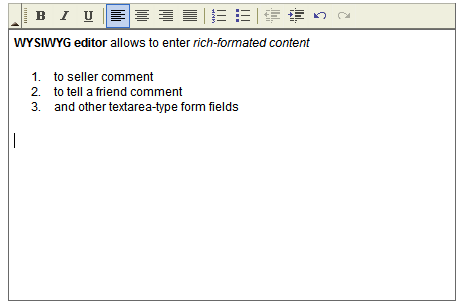 B I U
WYSIWYG editor allows to enter rich-formated content
1. to seller comment
2. to tell a friend comment
3. and other textarea-type form fields